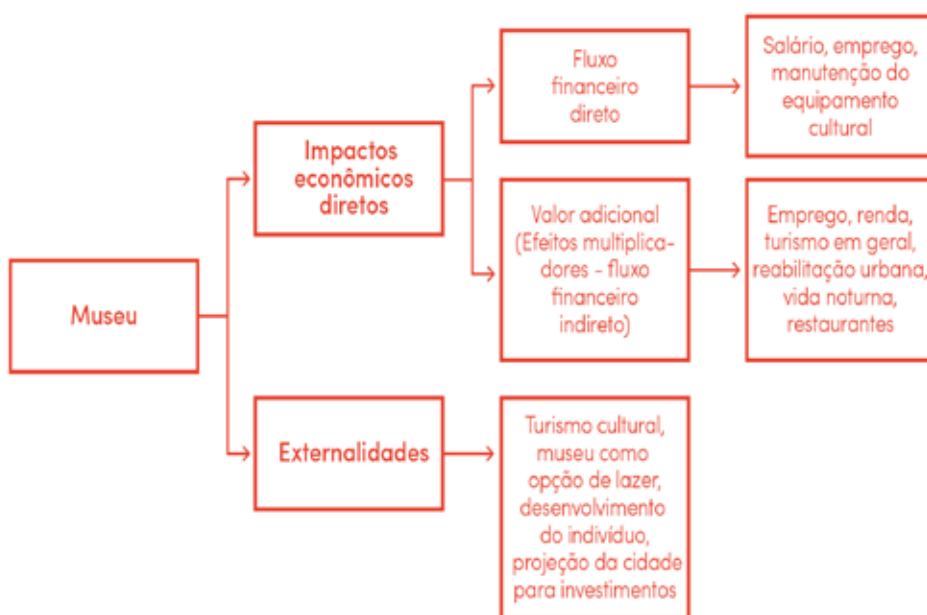 Museu
Impactos
econômicos
diretos
Fluxo
financeiro
direto
Salário, emprego,
manutenção do
equipamento
cultural
Valor adicional
(Efeitos multiplica-
dores - fluxo
financeiro
indireto)
Emprego, renda,
turismo em geral,
reabilitação urbana,
vida noturna,
restaurantes
Externalidades
Turismo cultural,
museu como
opção de lazer,
desenvolvimento
do indivíduo,
projeção da cidade
para investimentos